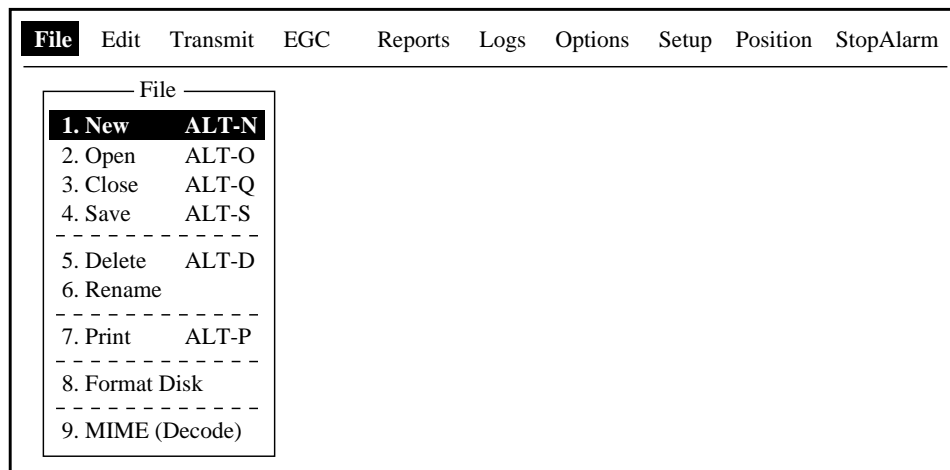 File Edit Transmit EGC Reports Logs Options Setup Position StopAlarm
File
1. New ALT-N
2. Open ALT-O
3. Close ALT-Q
4. Save ALT-S
5. Delete ALT-D
6. Rename
7. Print ALT-P
8. Format Disk
9. MIME (Decode)